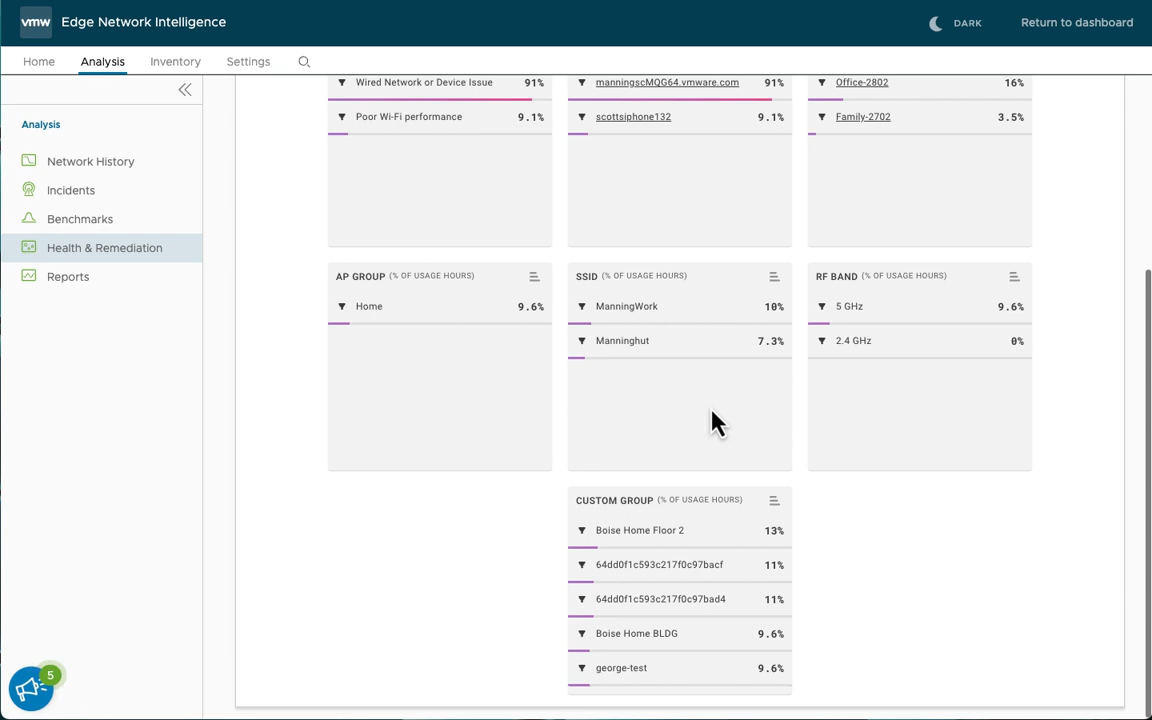 vmw Edge Network Intelligence DARK Return to dashboard
Home Analysis Inventory Settings
Analysis
Network History
Incidents
Benchmarks
Health & Remediation
Reports
5
Wired Network or Device Issue 91%
Poor Wi-Fi performance 9.1%
manningscMQG64.vmware.com 91%
scottsiphone132 9.1%
Office-2802 16%
Family-2702 3.5%
AP GROUP (% OF USAGE HOURS)
Home 9.6%
SSID (% OF USAGE HOURS)
ManningWork 10%
Manninghut 7.3%
RF BAND (% OF USAGE HOURS)
5 GHz 9.6%
2.4 GHz 0%
CUSTOM GROUP (% OF USAGE HOURS)
Boise Home Floor 2 13%
64dd0f1c593c217f0c97bacf 11%
64dd0f1c593c217f0c97bad4 11%
Boise Home BLDG 9.6%
george-test 9.6%